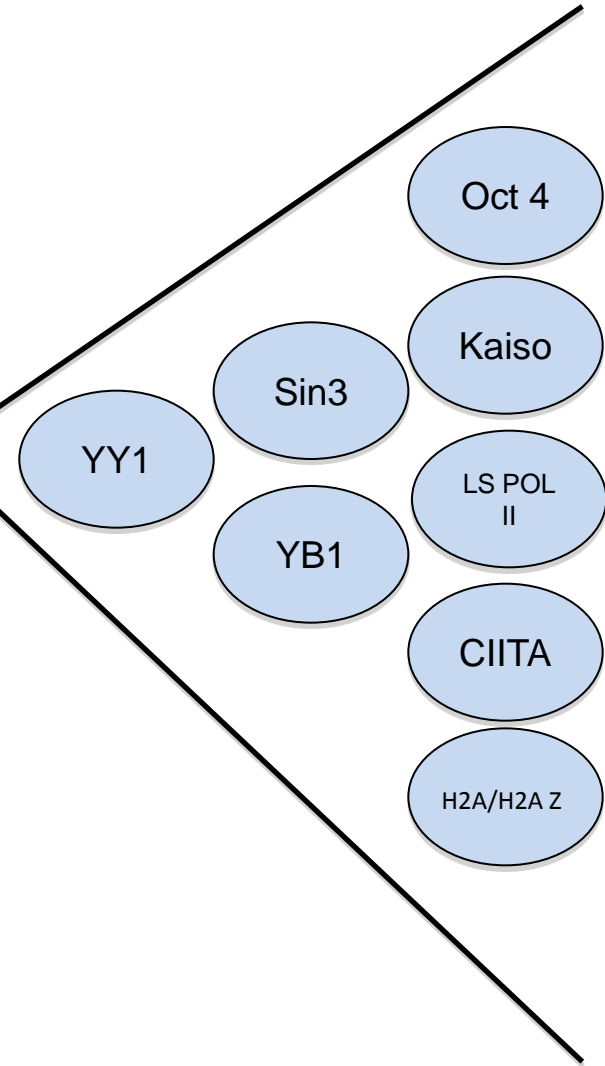 Oct 4
Kaiso
Sin3
YY1
LS POL
II
YB1
CIITA
H2A/H2A Z